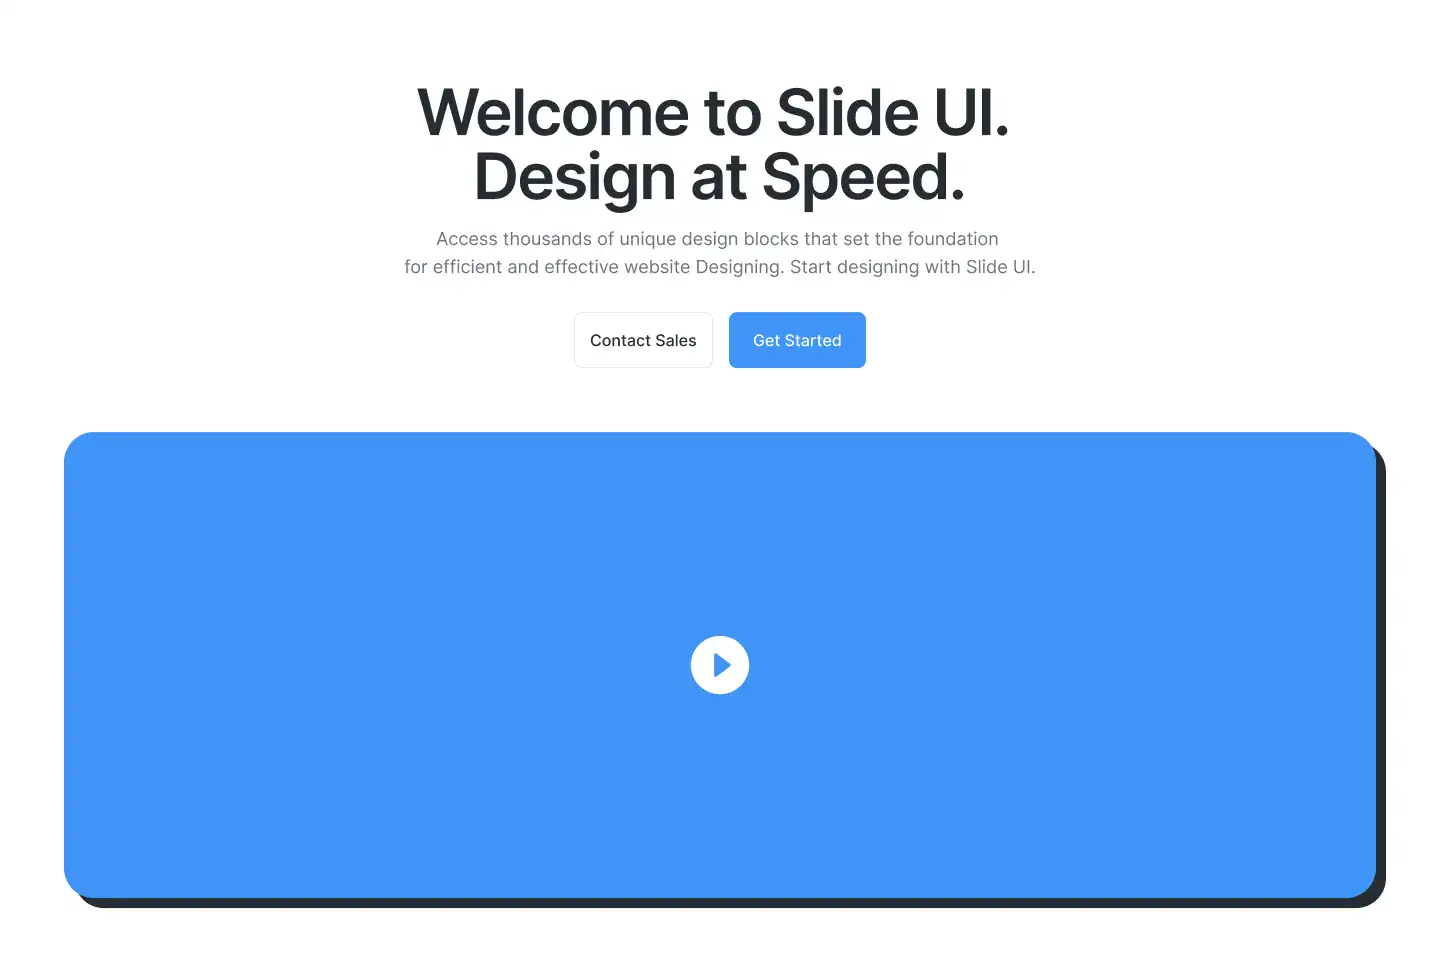 Welcome to Slide UI.
Design at Speed.
Access thousands of unique design blocks that set the foundation
for efficient and effective website Designing. Start designing with Slide UI.
Contact Sales
Get Started